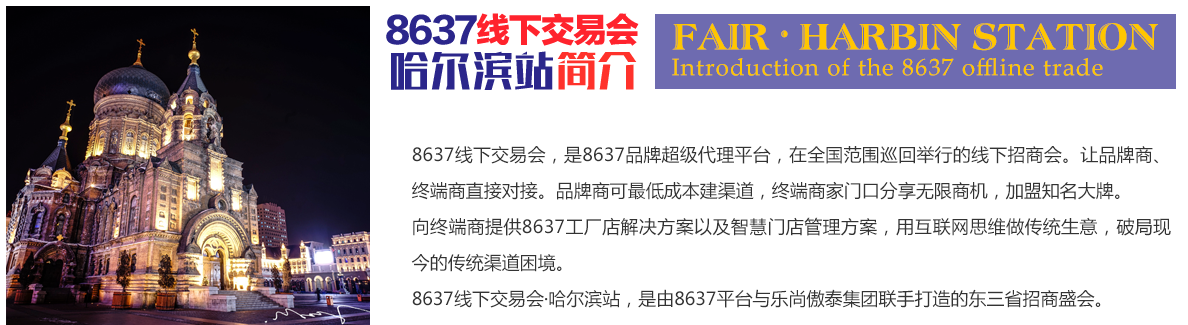 8637线下交易会
哈尔滨站简介
FAIR · HARBIN STATION
Introduction of the 8637 offline trade
8637线下交易会，是8637品牌超级代理平台，在全国范围巡回举行的线下招商会。让品牌商、
终端商直接对接。品牌商可最低成本建渠道，终端商家门口分享无限商机，加盟知名大牌。
向终端商提供8637工厂店解决方案以及智慧门店管理方案，用互联网思维做传统生意，破局现
今的传统渠道困境。
8637线下交易会·哈尔滨站，是由8637平台与乐尚傲泰集团联手打造的东三省招商盛会。